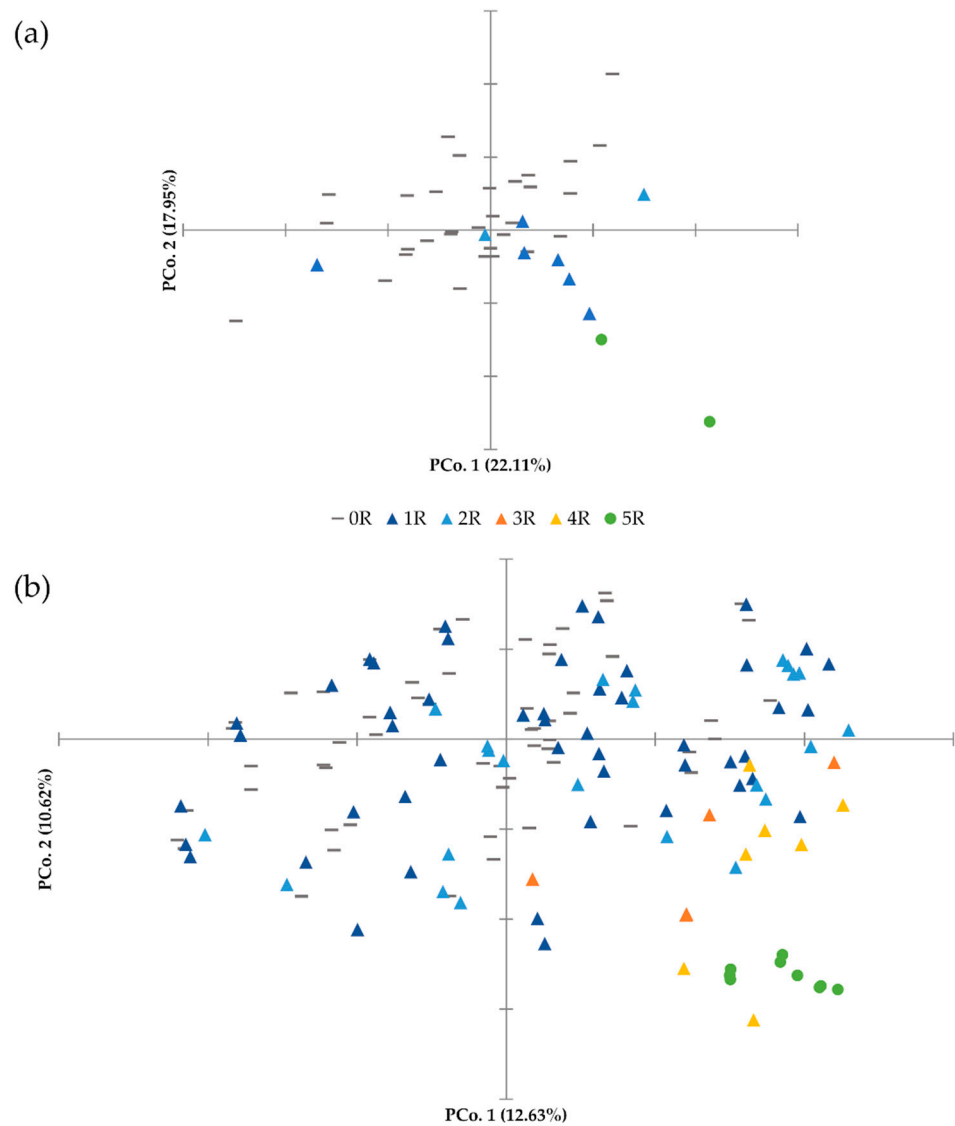 (a)
PCo. 2 (17.95%)
PCo. 1 (22.11%)
0R 1R 2R 3R 4R 5R
(b)
PCo. 2 (10.62%)
PCo. 1 (12.63%)